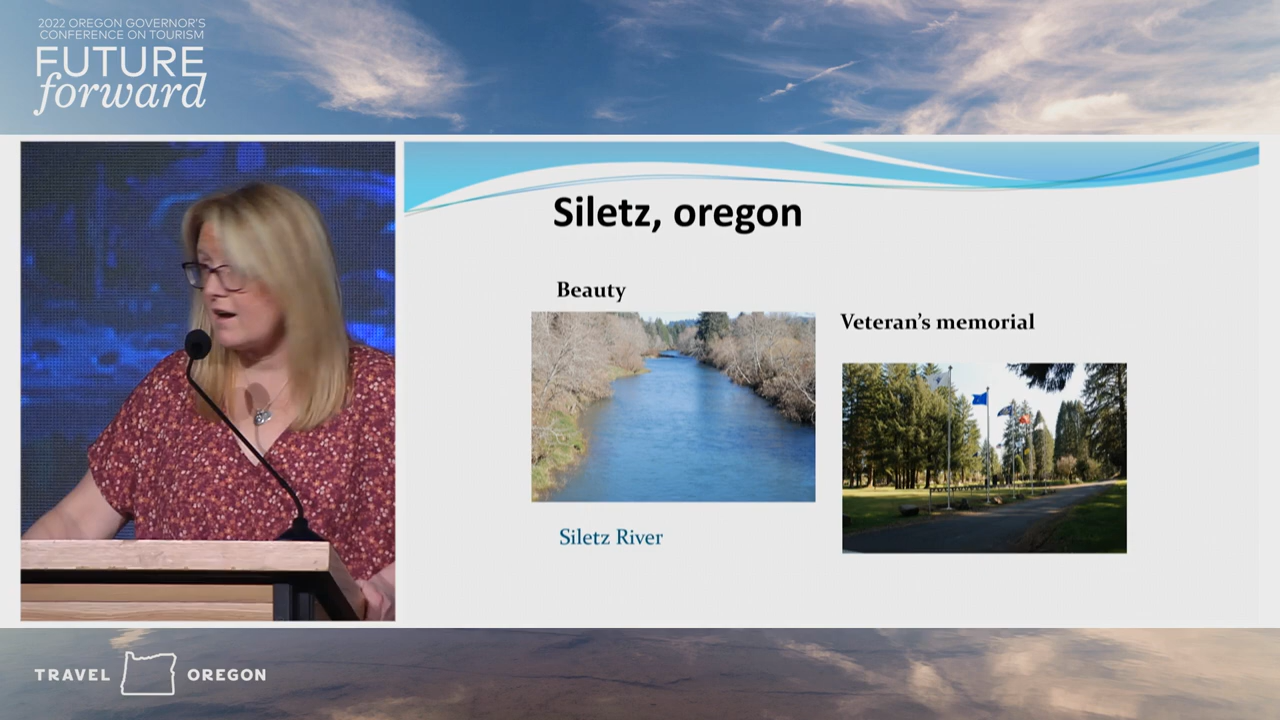 2022 OREGON GOVERNOR'S
CONFERENCE ON TOURISM
FUTURE
forward
Siletz, oregon
Beauty
Veteran's memorial
Siletz River
TRAVEL OREGON